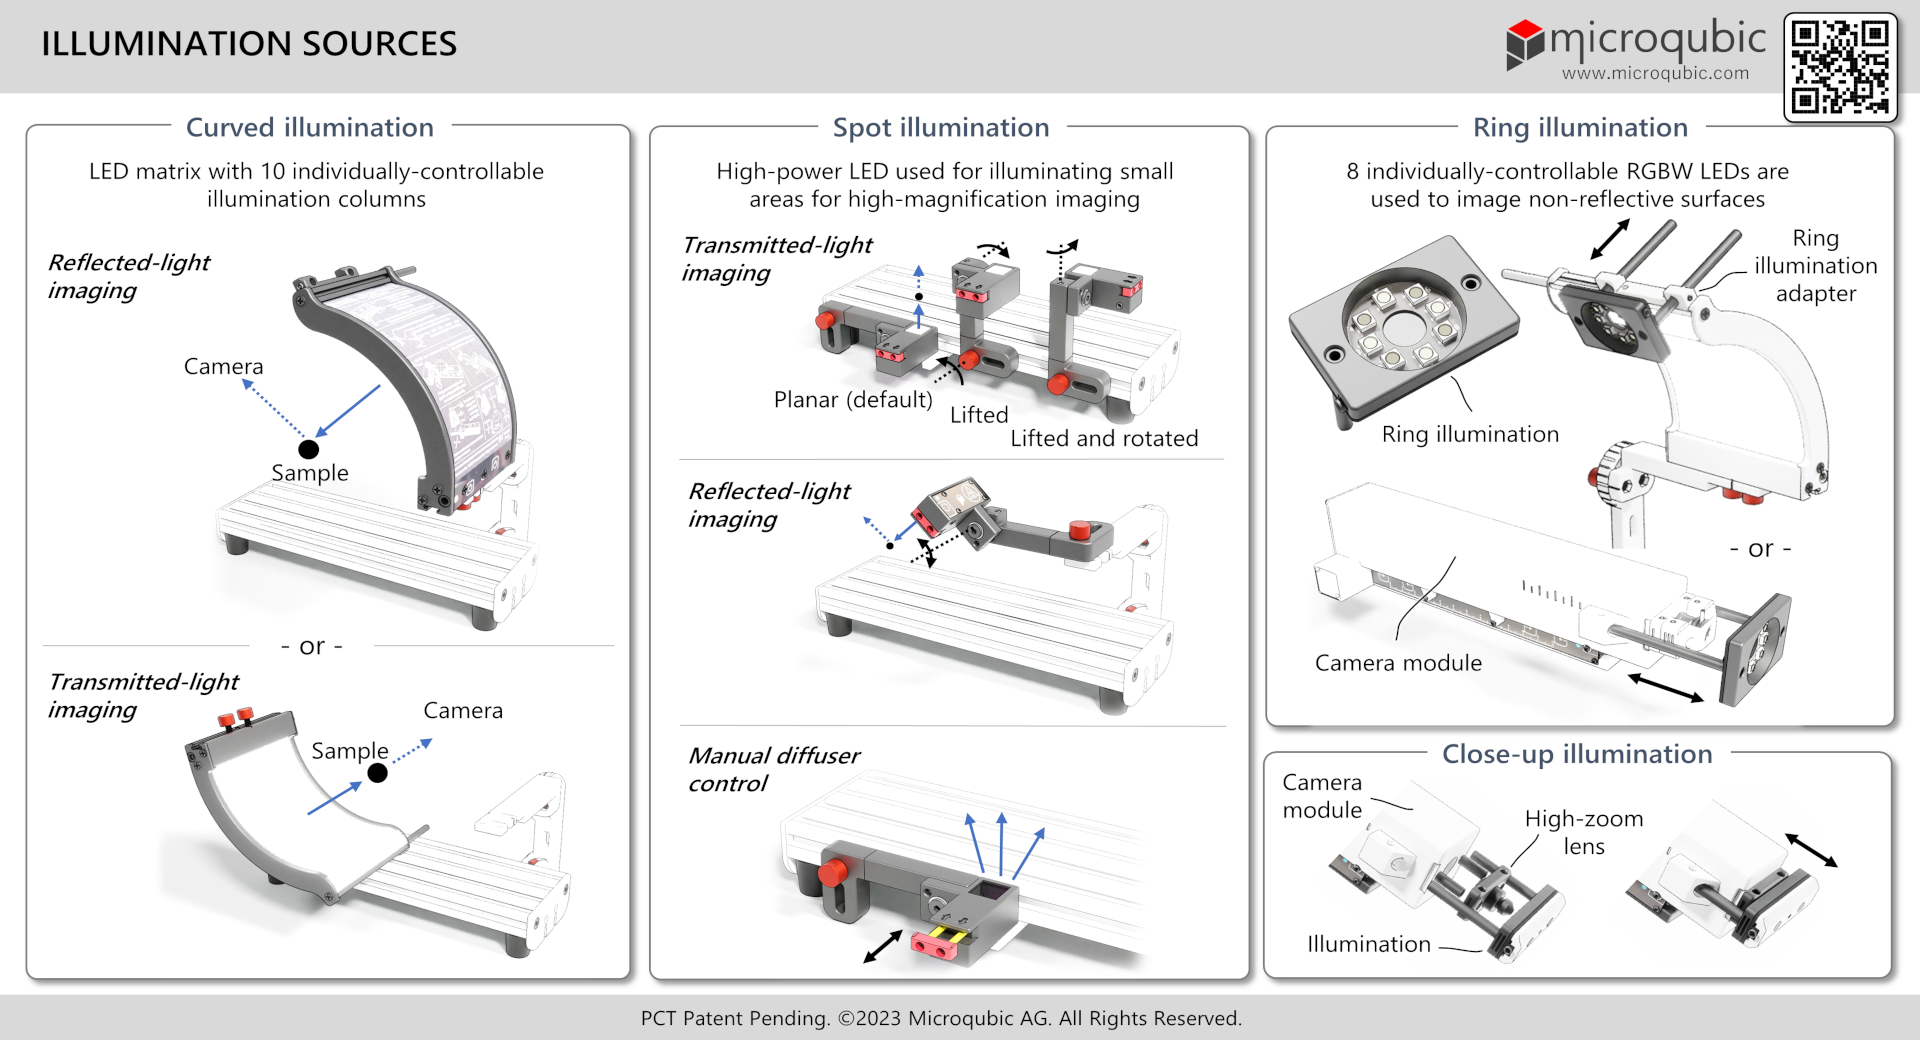 ILLUMINATION SOURCES
microqubic
www.microqubic.com
Curved illumination
LED matrix with 10 individually-controllable
illumination columns
Reflected-light
imaging
Camera
Sample
- or -
Transmitted-light
imaging
Camera
Sample
Spot illumination
High-power LED used for illuminating small
areas for high-magnification imaging
Transmitted-light
imaging
Planar (default)
Lifted
Lifted and rotated
Reflected-light
imaging
Manual diffuser
control
Ring illumination
8 individually-controllable RGBW LEDs are
used to image non-reflective surfaces
Ring
illumination
adapter
Ring illumination
- or -
Camera module
Close-up illumination
Camera
module
High-zoom
lens
Illumination
PCT Patent Pending. ©2023 Microqubic AG. All Rights Reserved.